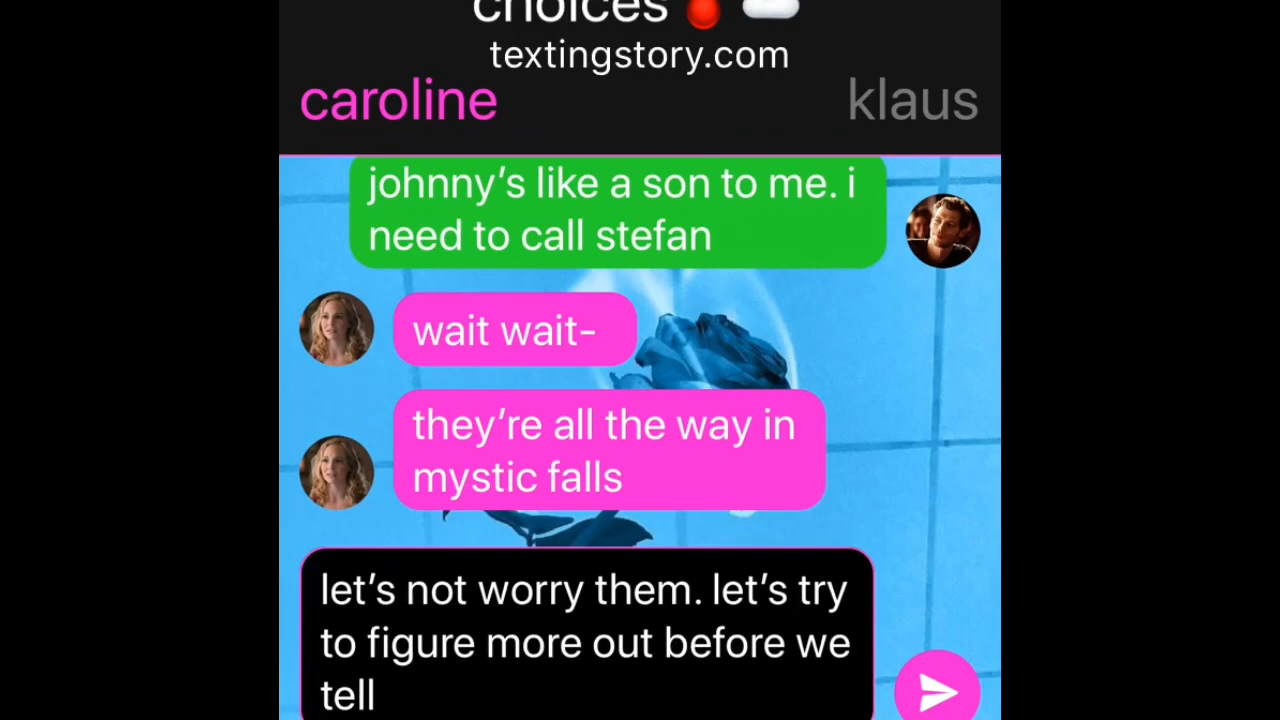 choices
textingstory.com
caroline klaus
johnny’s like a son to me. i
need to call stefan
wait wait-
they’re all the way in
mystic falls
let’s not worry them. let’s try
to figure more out before we
tell